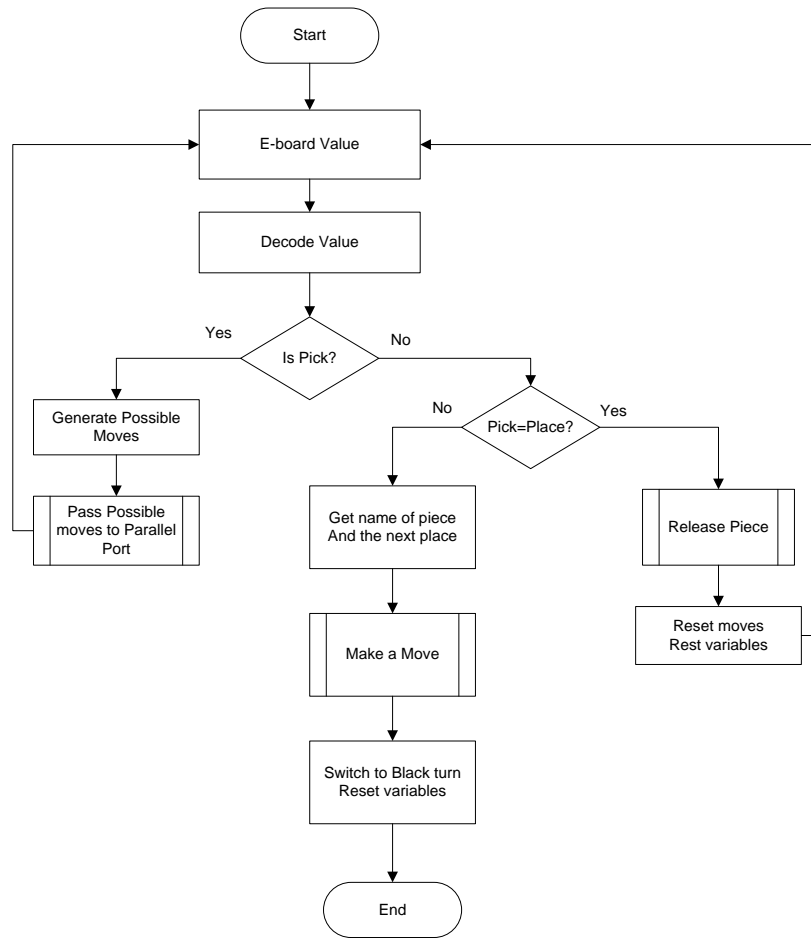 Start
E-board Value
Decode Value
Yes
Is Pick?
No
Generate Possible
Moves
No
Pick=Place?
Yes
Pass Possible
moves to Parallel
Port
Get name of piece
And the next place
Release Piece
Make a Move
Reset moves
Rest variables
Switch to Black turn
Reset variables
End